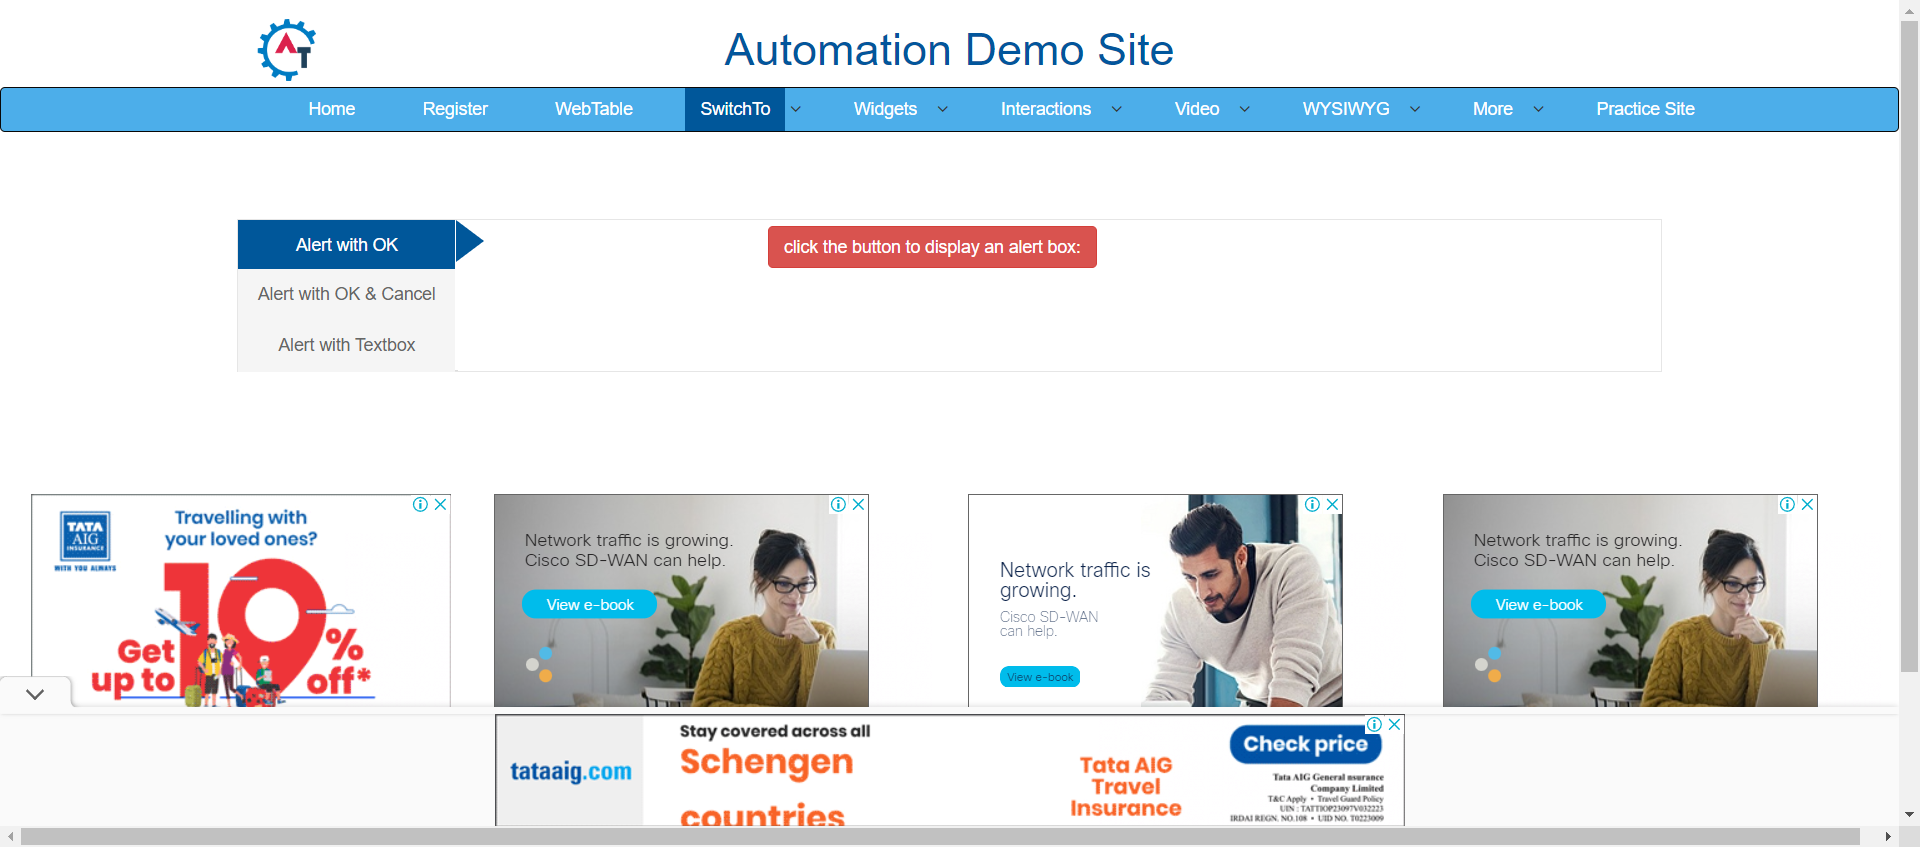 AT
Automation Demo Site
Home Register WebTable SwitchTo Widgets Interactions Video WYSIWYG More Practice Site
Alert with OK
click the button to display an alert box:
Alert with OK & Cancel
Alert with Textbox
TATA
AIG
INSURANCE
WITH YOU ALWAYS
Travelling with
your loved ones?
10%
Get
up to
off*
Network traffic is growing.
Cisco SD-WAN can help.
View e-book
Network traffic is
growing.
Cisco SD-WAN
can help.
View e-book
Network traffic is growing.
Cisco SD-WAN can help.
View e-book
tataaig.com
Stay covered across all
Schengen
countries
Tata AIG
Travel
Insurance
Check price
Tata AIG General nsurance
Company Limited
T&C Apply • Travel Guard Policy
UIN : TATTIOP23097V032223
IRDAI REGN. NO.108 • UID NO. T0223009